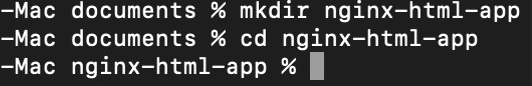 -Mac documents % mkdir nginx-html-app
-Mac documents % cd nginx-html-app
-Mac nginx-html-app %